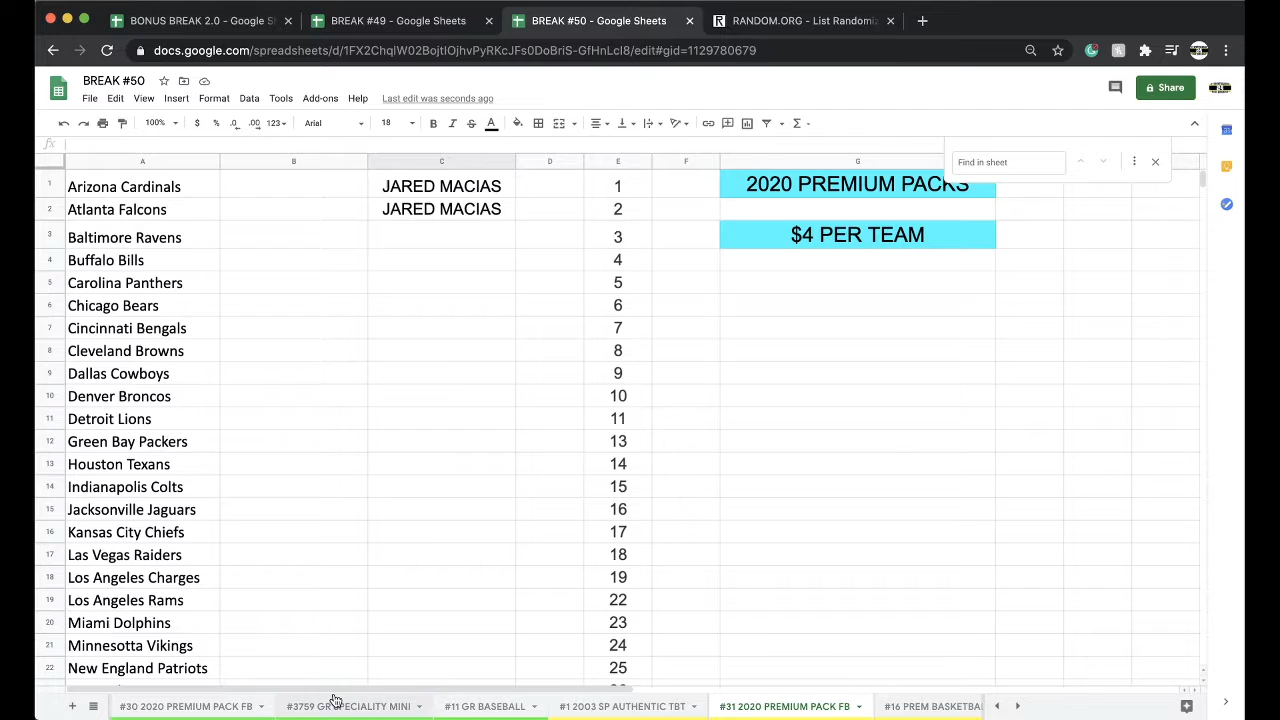 BONUS BREAK 2.0 - Google S
BREAK #49 - Google Sheets
BREAK #50 - Google Sheets
RANDOM.ORG - List Randomiz
docs.google.com/spreadsheets/d/1FX2ChqlW02BojtIOjhvPyRKcJFs0DoBriS-GfHnLcI8/edit#gid=1129780679
BREAK #50
File Edit View Insert Format Data Tools Add-ons Help Last edit was seconds ago
Share
100% $ % .0 .00 123 Arial 18 B I S A
fx
Find in sheet
A B C D E F G
1 Arizona Cardinals JARED MACIAS 1 2020 PREMIUM PACKS
2 Atlanta Falcons JARED MACIAS 2
3 Baltimore Ravens 3 $4 PER TEAM
4 Buffalo Bills 4
5 Carolina Panthers 5
6 Chicago Bears 6
7 Cincinnati Bengals 7
8 Cleveland Browns 8
9 Dallas Cowboys 9
10 Denver Broncos 10
11 Detroit Lions 11
12 Green Bay Packers 13
13 Houston Texans 14
14 Indianapolis Colts 15
15 Jacksonville Jaguars 16
16 Kansas City Chiefs 17
17 Las Vegas Raiders 18
18 Los Angeles Charges 19
19 Los Angeles Rams 22
20 Miami Dolphins 23
21 Minnesotta Vikings 24
22 New England Patriots 25
#30 2020 PREMIUM PACK FB #3759 GR SPECIALITY MINI #11 GR BASEBALL #1 2003 SP AUTHENTIC TBT #31 2020 PREMIUM PACK FB #16 PREM BASKETBA